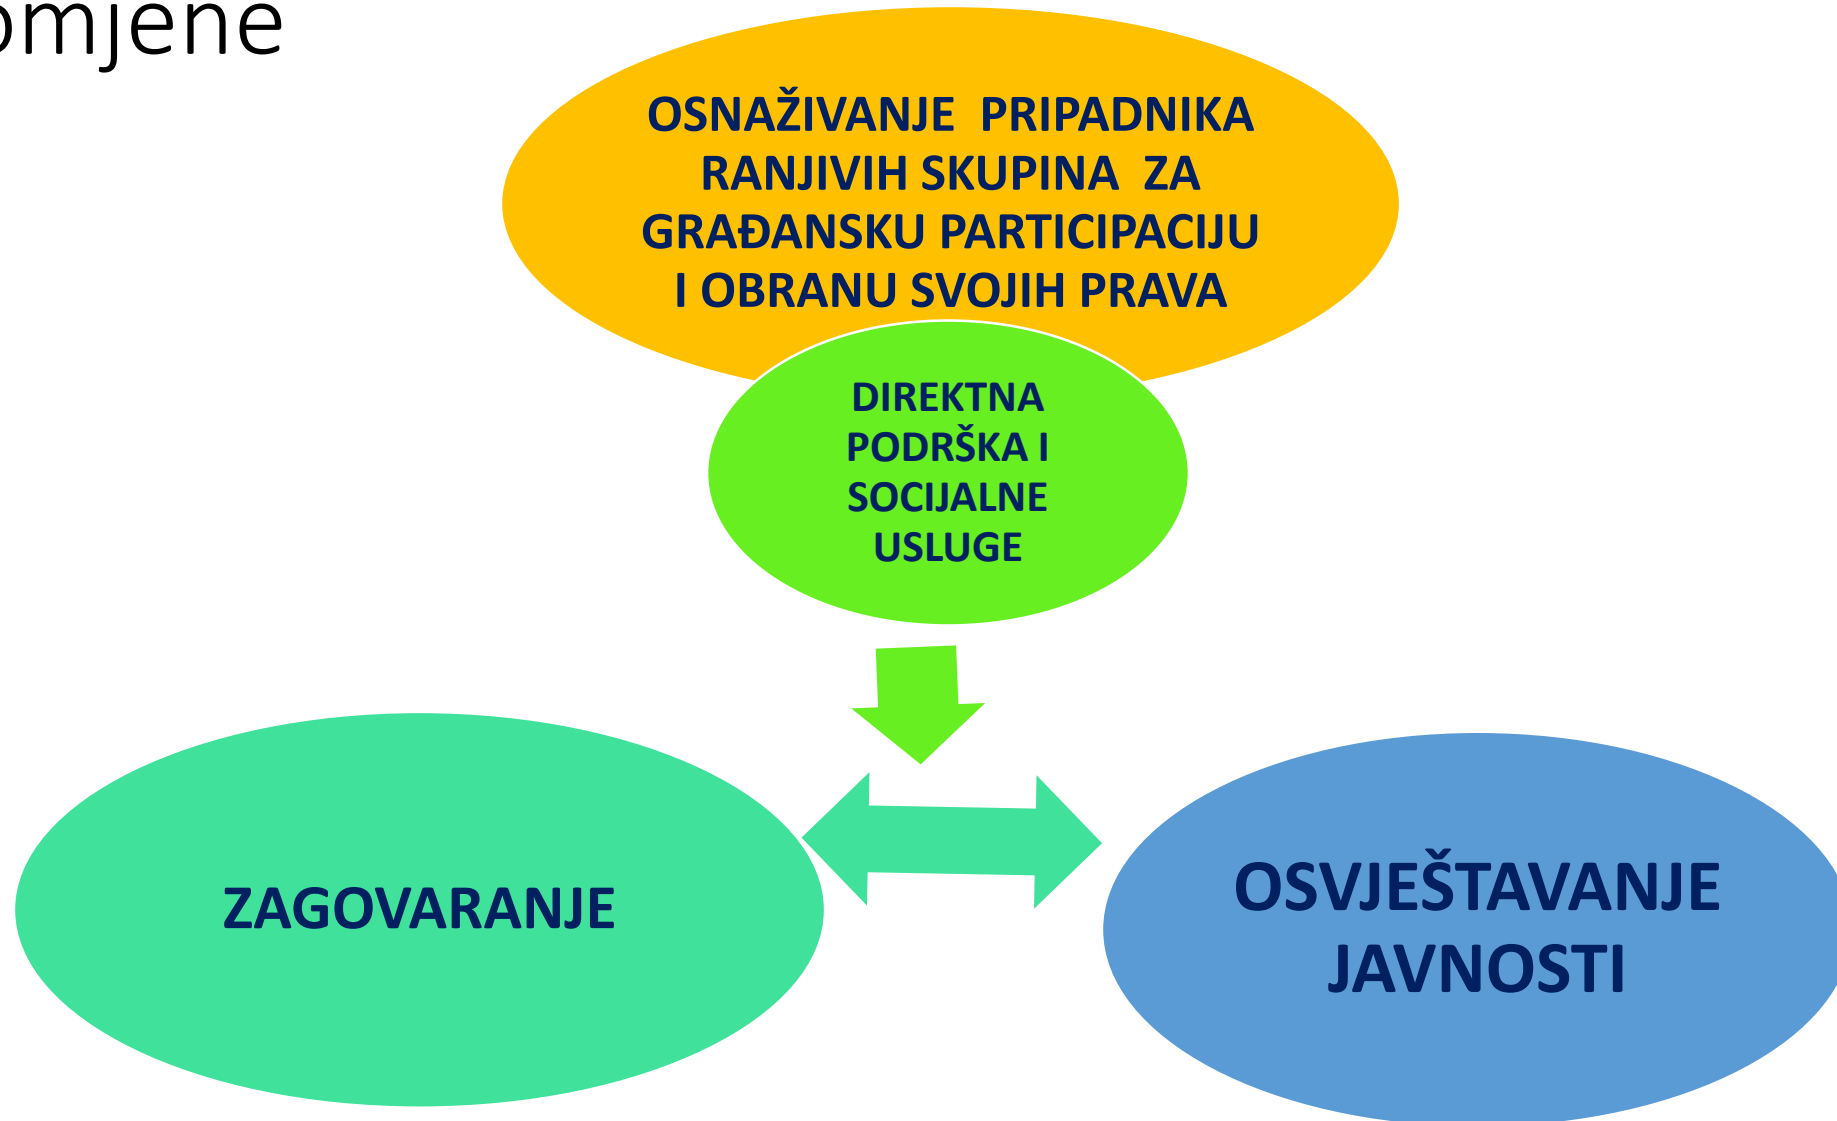 omjene
OSNAŽIVANJE PRIPADNIKA
RANJIVIH SKUPINA ZA
GRAĐANSKU PARTICIPACIJU
I OBRANU SVOJIH PRAVA
DIREKTNA
PODRŠKA I
SOCIJALNE
USLUGE
ZAGOVARANJE
OSVJEŠTAVANJE
JAVNOSTI